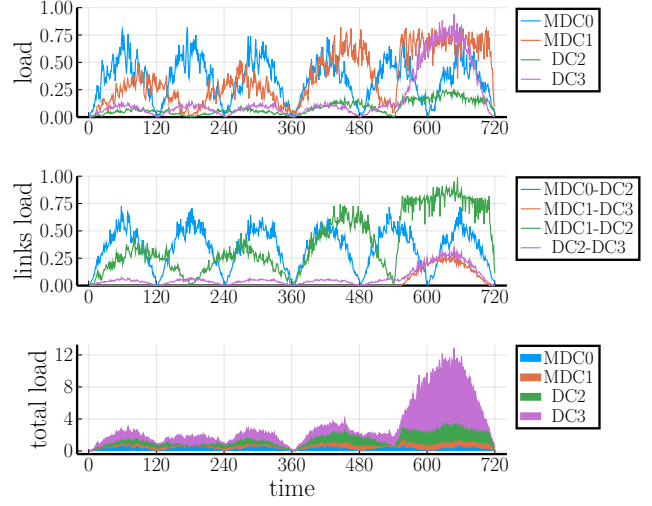 load
1.00
0.75
0.50
0.25
0.00
0 120 240 360 480 600 720
MDC0
MDC1
DC2
DC3
links load
1.00
0.75
0.50
0.25
0.00
0 120 240 360 480 600 720
MDC0-DC2
MDC1-DC3
MDC1-DC2
DC2-DC3
total load
12
8
4
0
0 120 240 360 480 600 720
time
MDC0
MDC1
DC2
DC3